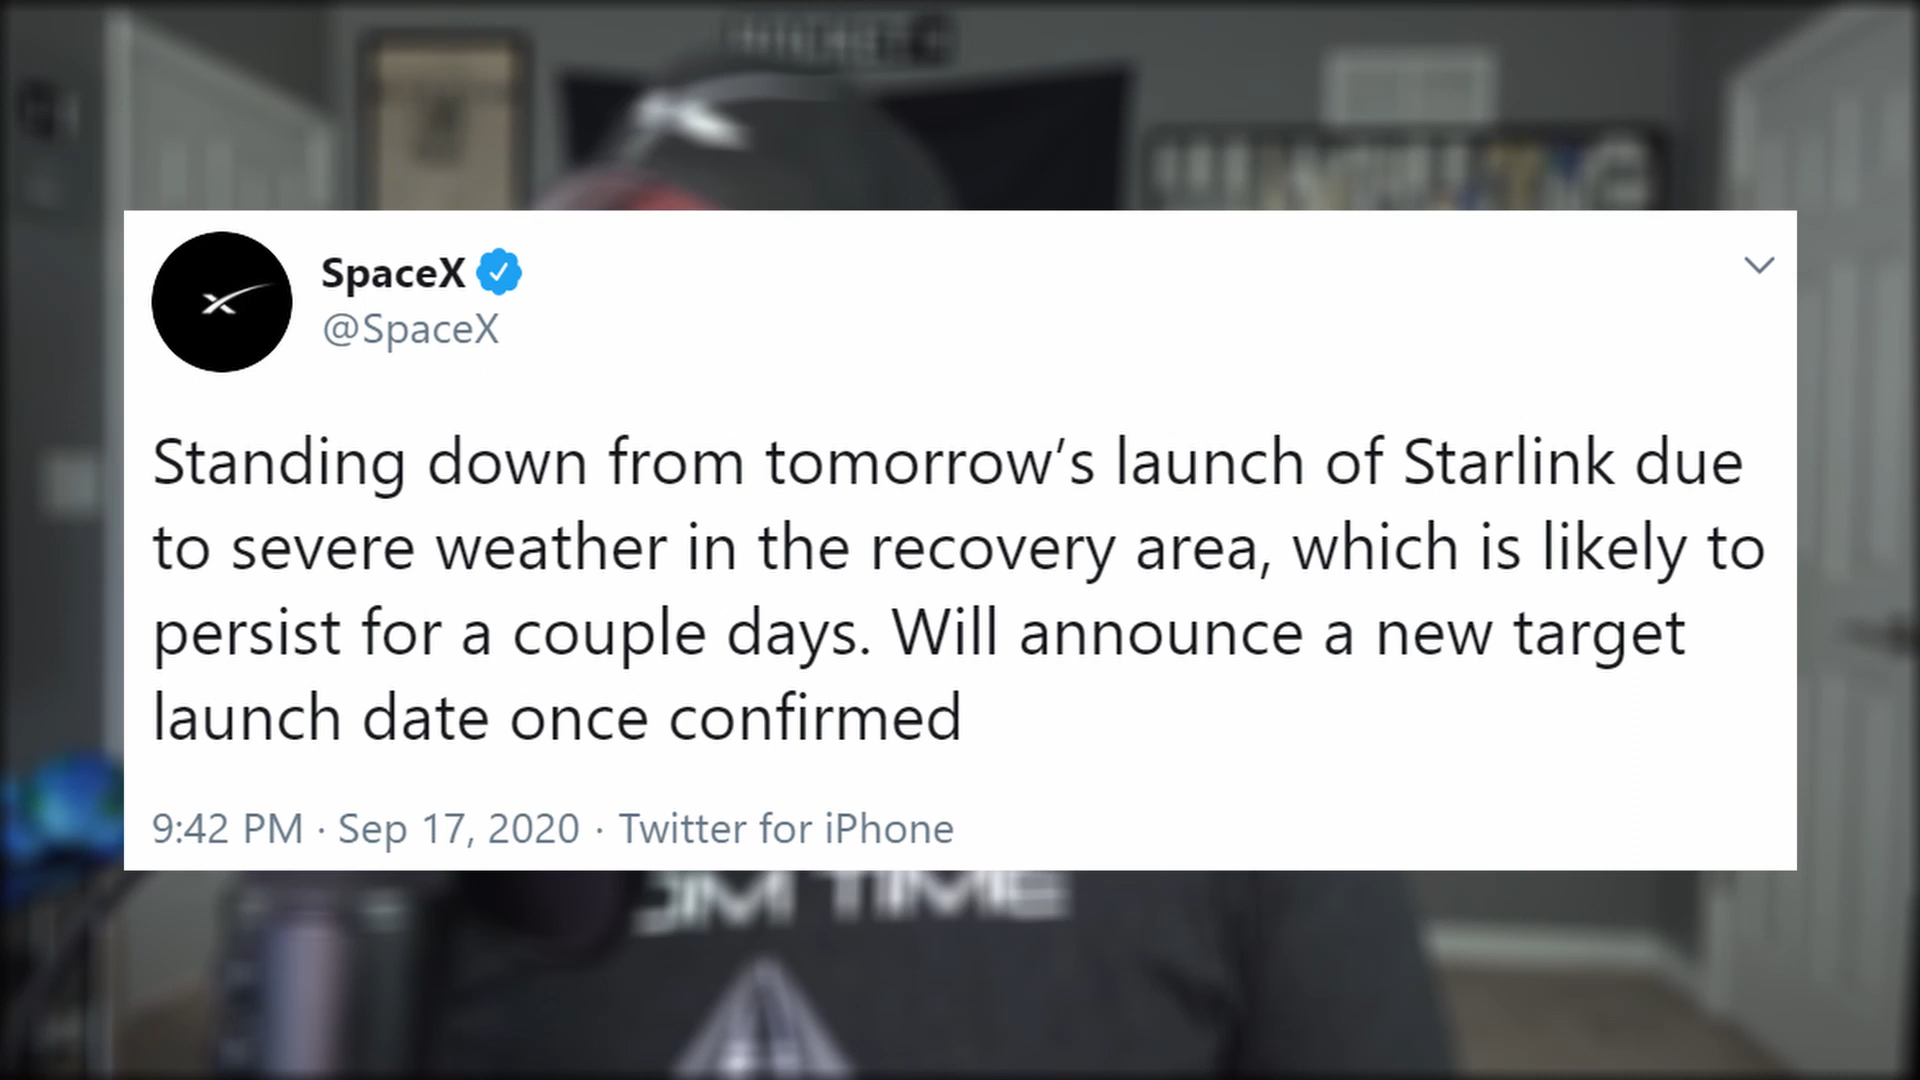 SpaceX
@SpaceX
Standing down from tomorrow’s launch of Starlink due
to severe weather in the recovery area, which is likely to
persist for a couple days. Will announce a new target
launch date once confirmed
9:42 PM · Sep 17, 2020 · Twitter for iPhone
TIME